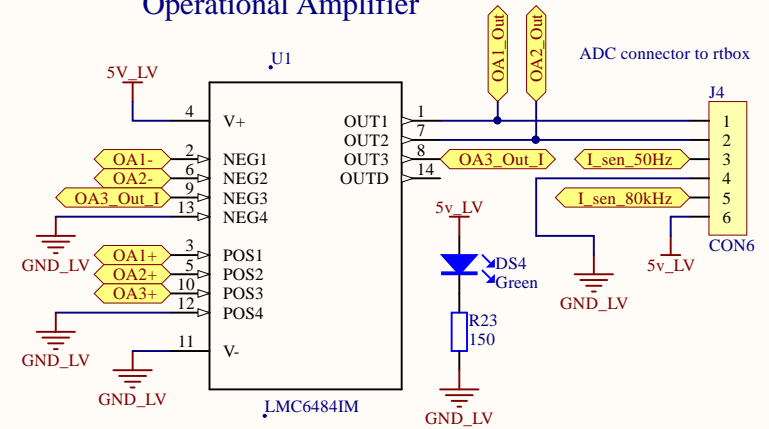 Operational Amplifier
OA1_Out
OA2_Out
ADC connector to rtbox
U1
5V_LV
J4
4
V+
OUT1
1
1
OUT2
7
2
2
NEG1
OUT3
8
OA3_Out_I
I_sen_50Hz
3
OA1-
6
NEG2
OUTD
14
4
OA2-
9
NEG3
I_sen_80kHz
5
OA3_Out_I
13
NEG4
5v_LV
6
GND_LV
CON6
3
POS1
OA1+
5
POS2
DS4
5v_LV
OA2+
10
POS3
Green
OA3+
12
POS4
GND_LV
R23
150
11
V-
GND_LV
GND_LV
LMC6484IM
GND_LV